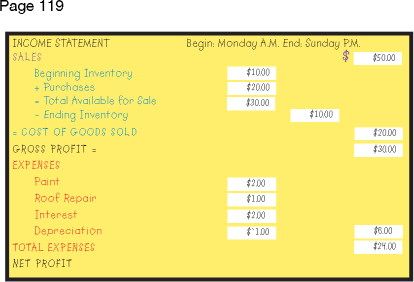 Page 119
INCOME STATEMENT Begin: Monday A.M. End: Sunday P.M.
SALES $ $50.00
Beginning Inventory $10.00
+ Purchases $20.00
= Total Available for Sale $30.00
- Ending Inventory $10.00
= COST OF GOODS SOLD $20.00
GROSS PROFIT = $30.00
EXPENSES
Paint $2.00
Roof Repair $1.00
Interest $2.00
Depreciation $`1.00 $6.00
TOTAL EXPENSES $24.00
NET PROFIT